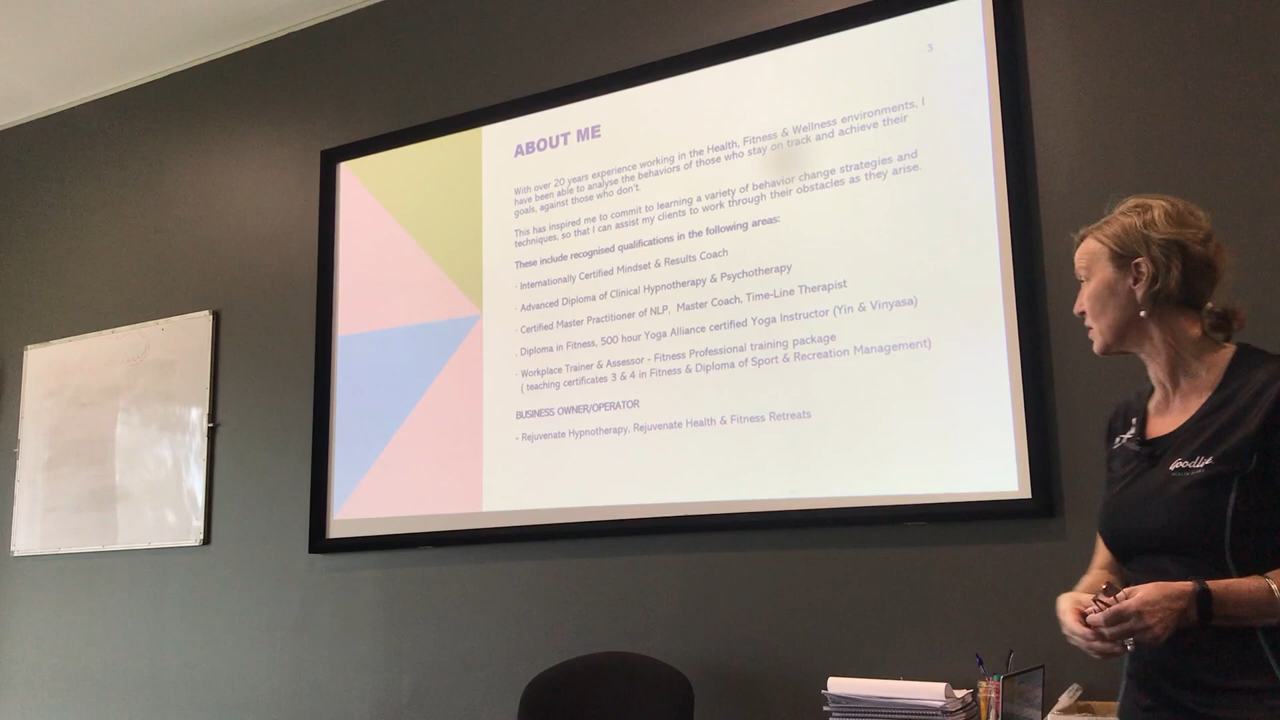 3
ABOUT ME
With over 20 years experience working in the Health, Fitness & Wellness environments, I
have been able to analyse the behaviors of those who stay on track and achieve their
goals, against those who don't.
This has inspired me to commit to learning a variety of behavior change strategies and
techniques, so that I can assist my clients to work through their obstacles as they arise.
These include recognised qualifications in the following areas:
· Internationally Certified Mindset & Results Coach
· Advanced Diploma of Clinical Hypnotherapy & Psychotherapy
· Certified Master Practitioner of NLP, Master Coach, Time-Line Therapist
· Diploma in Fitness, 500 hour Yoga Alliance certified Yoga Instructor (Yin & Vinyasa)
· Workplace Trainer & Assessor - Fitness Professional training package
( teaching certificates 3 & 4 in Fitness & Diploma of Sport & Recreation Management)
BUSINESS OWNER/OPERATOR
- Rejuvenate Hypnotherapy, Rejuvenate Health & Fitness Retreats
Goodlife